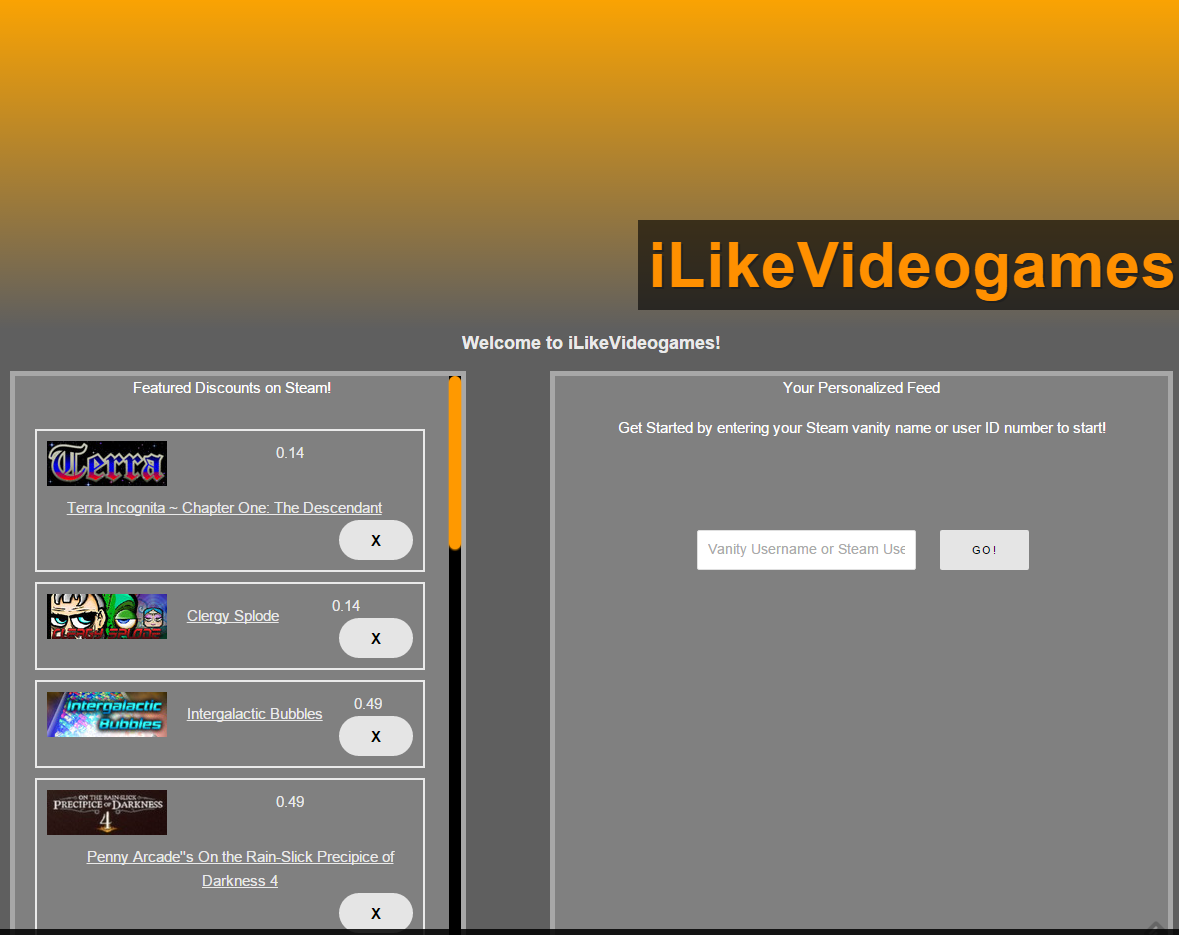 iLikeVideogames
Welcome to iLikeVideogames!
Featured Discounts on Steam!
Terra
0.14
Terra Incognita ~ Chapter One: The Descendant
X
CLERGY SPLODE
Clergy Splode
0.14
X
Intergalactic
Bubbles
Intergalactic Bubbles
0.49
X
ON THE RAIN-SLICK
PRECIPICE OF DARKNESS
4
0.49
Penny Arcade"s On the Rain-Slick Precipice of
Darkness 4
X
Your Personalized Feed
Get Started by entering your Steam vanity name or user ID number to start!
Vanity Username or Steam Use
GO!